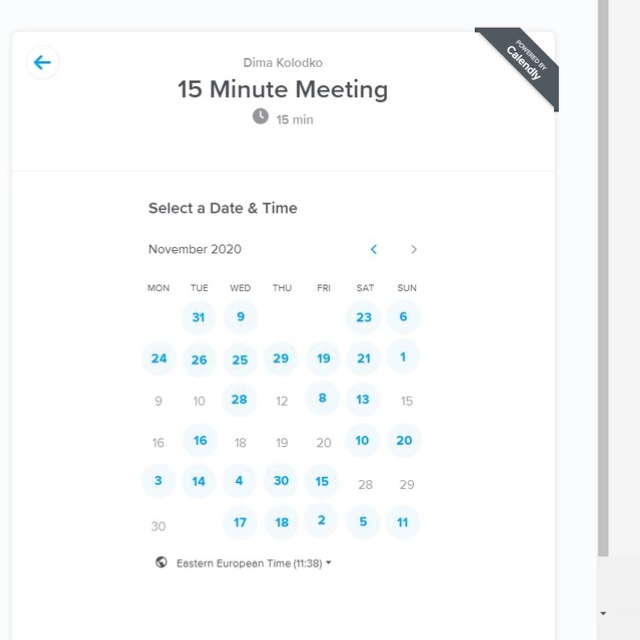 POWERED BY
Calendly
Dima Kolodko
15 Minute Meeting
15 min
Select a Date & Time
November 2020
MON TUE WED THU FRI SAT SUN
31 9 23 6
24 26 25 29 19 21 1
9 10 28 12 8 13 15
16 16 18 19 20 10 20
3 14 4 30 15 28 29
30 17 18 2 5 11
Eastern European Time (11:38)